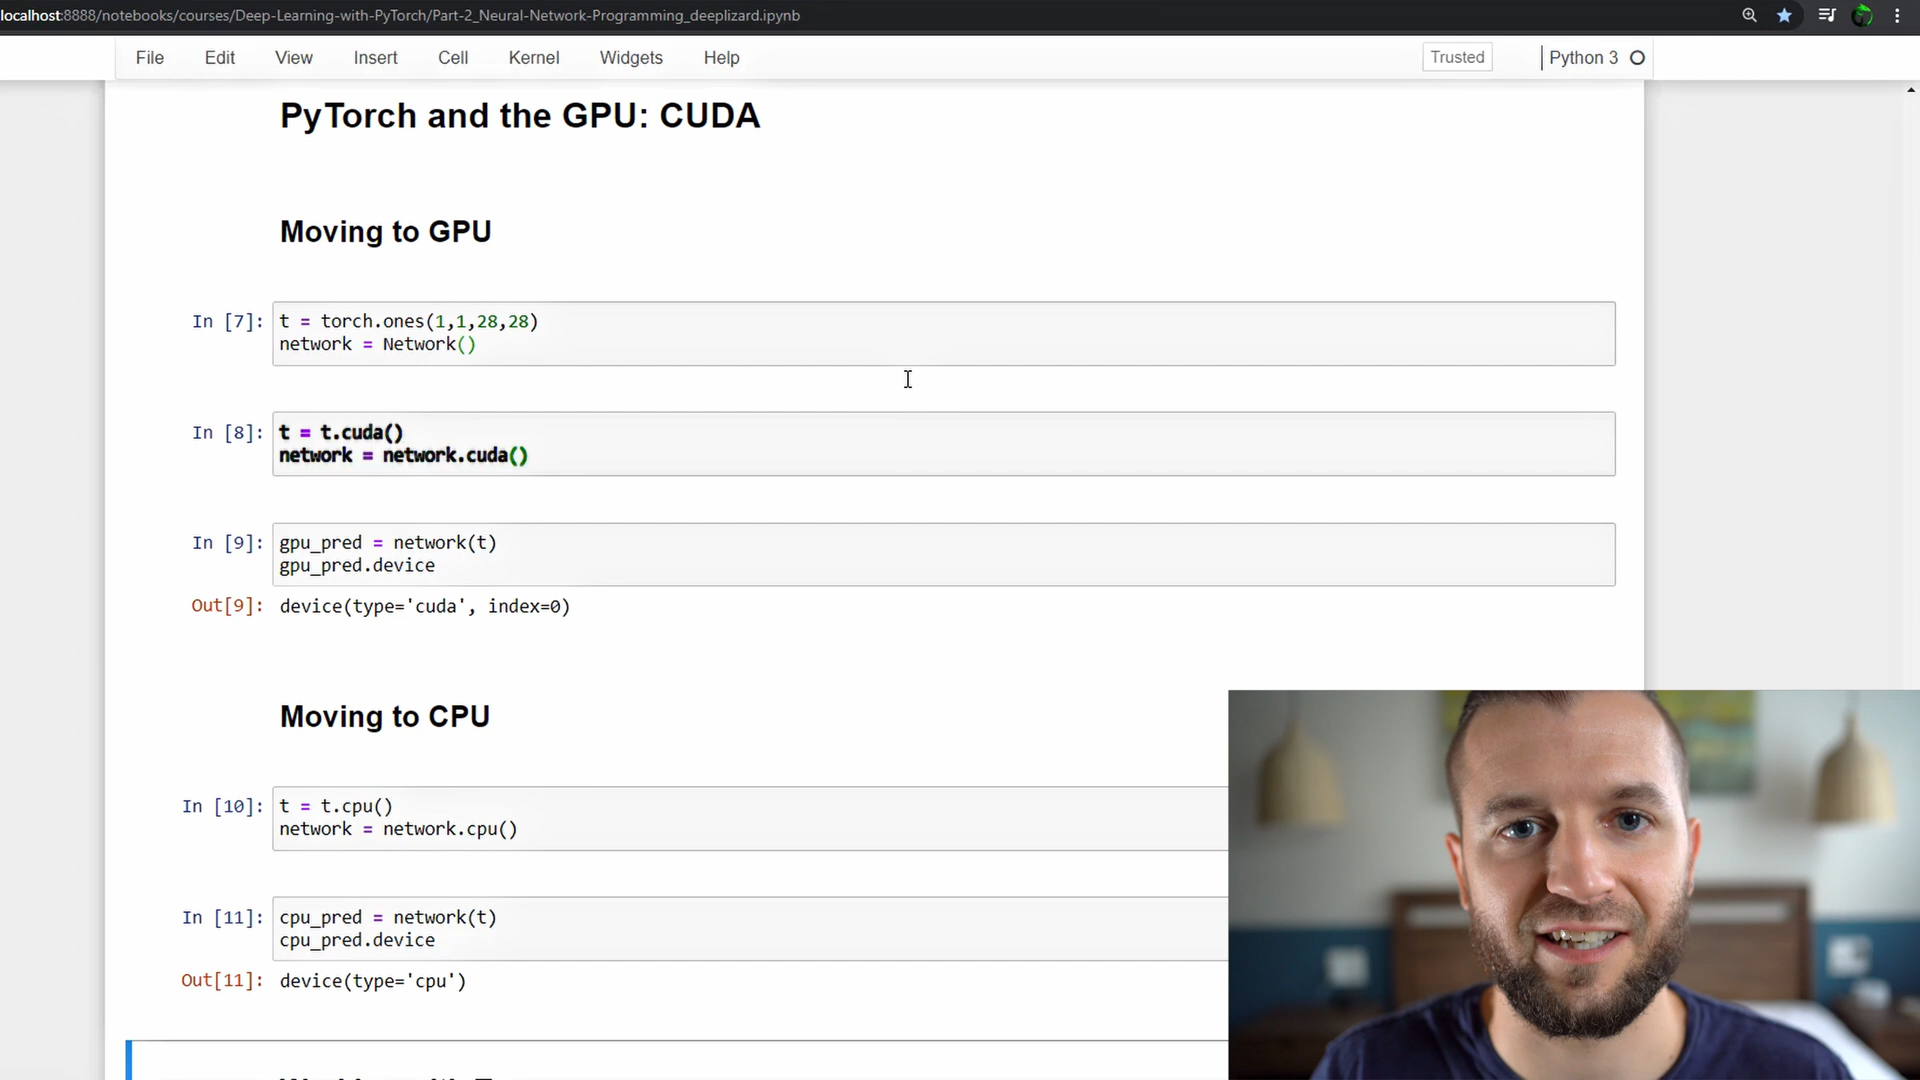 localhost:8888/notebooks/courses/Deep-Learning-with-PyTorch/Part-2_Neural-Network-Programming_deeplizard.ipynb
File Edit View Insert Cell Kernel Widgets Help Trusted Python 3
PyTorch and the GPU: CUDA
Moving to GPU
In [7]: t = torch.ones(1,1,28,28)
network = Network()
In [8]: t = t.cuda()
network = network.cuda()
In [9]: gpu_pred = network(t)
gpu_pred.device
Out[9]: device(type='cuda', index=0)
Moving to CPU
In [10]: t = t.cpu()
network = network.cpu()
In [11]: cpu_pred = network(t)
cpu_pred.device
Out[11]: device(type='cpu')